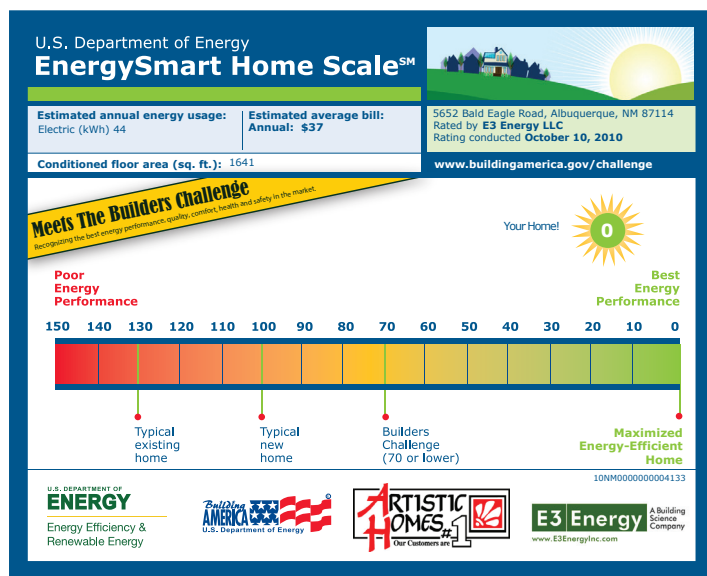 U.S. Department of Energy
EnergySmart Home Scale℠
Estimated annual energy usage:
Electric (kWh) 44
Estimated average bill:
Annual: $37
Conditioned floor area (sq. ft.): 1641
5652 Bald Eagle Road, Albuquerque, NM 87114
Rated by E3 Energy LLC
Rating conducted October 10, 2010
www.buildingamerica.gov/challenge
Meets The Builders Challenge
Recognizing the best energy performance, quality, comfort, health and safety in the market.
Your Home!
0
Poor
Energy
Performance
Best
Energy
Performance
150 140 130 120 110 100 90 80 70 60 50 40 30 20 10 0
Typical
existing
home
Typical
new
home
Builders
Challenge
(70 or lower)
Maximized
Energy-Efficient
Home
10NM0000000004133
U.S. DEPARTMENT OF
ENERGY
Energy Efficiency &
Renewable Energy
Building
AMERICA
U.S. Department of Energy
ARTISTIC
HOMES
Our Customers are #1
E3 Energy
A Building
Science
Company
www.E3EnergyInc.com